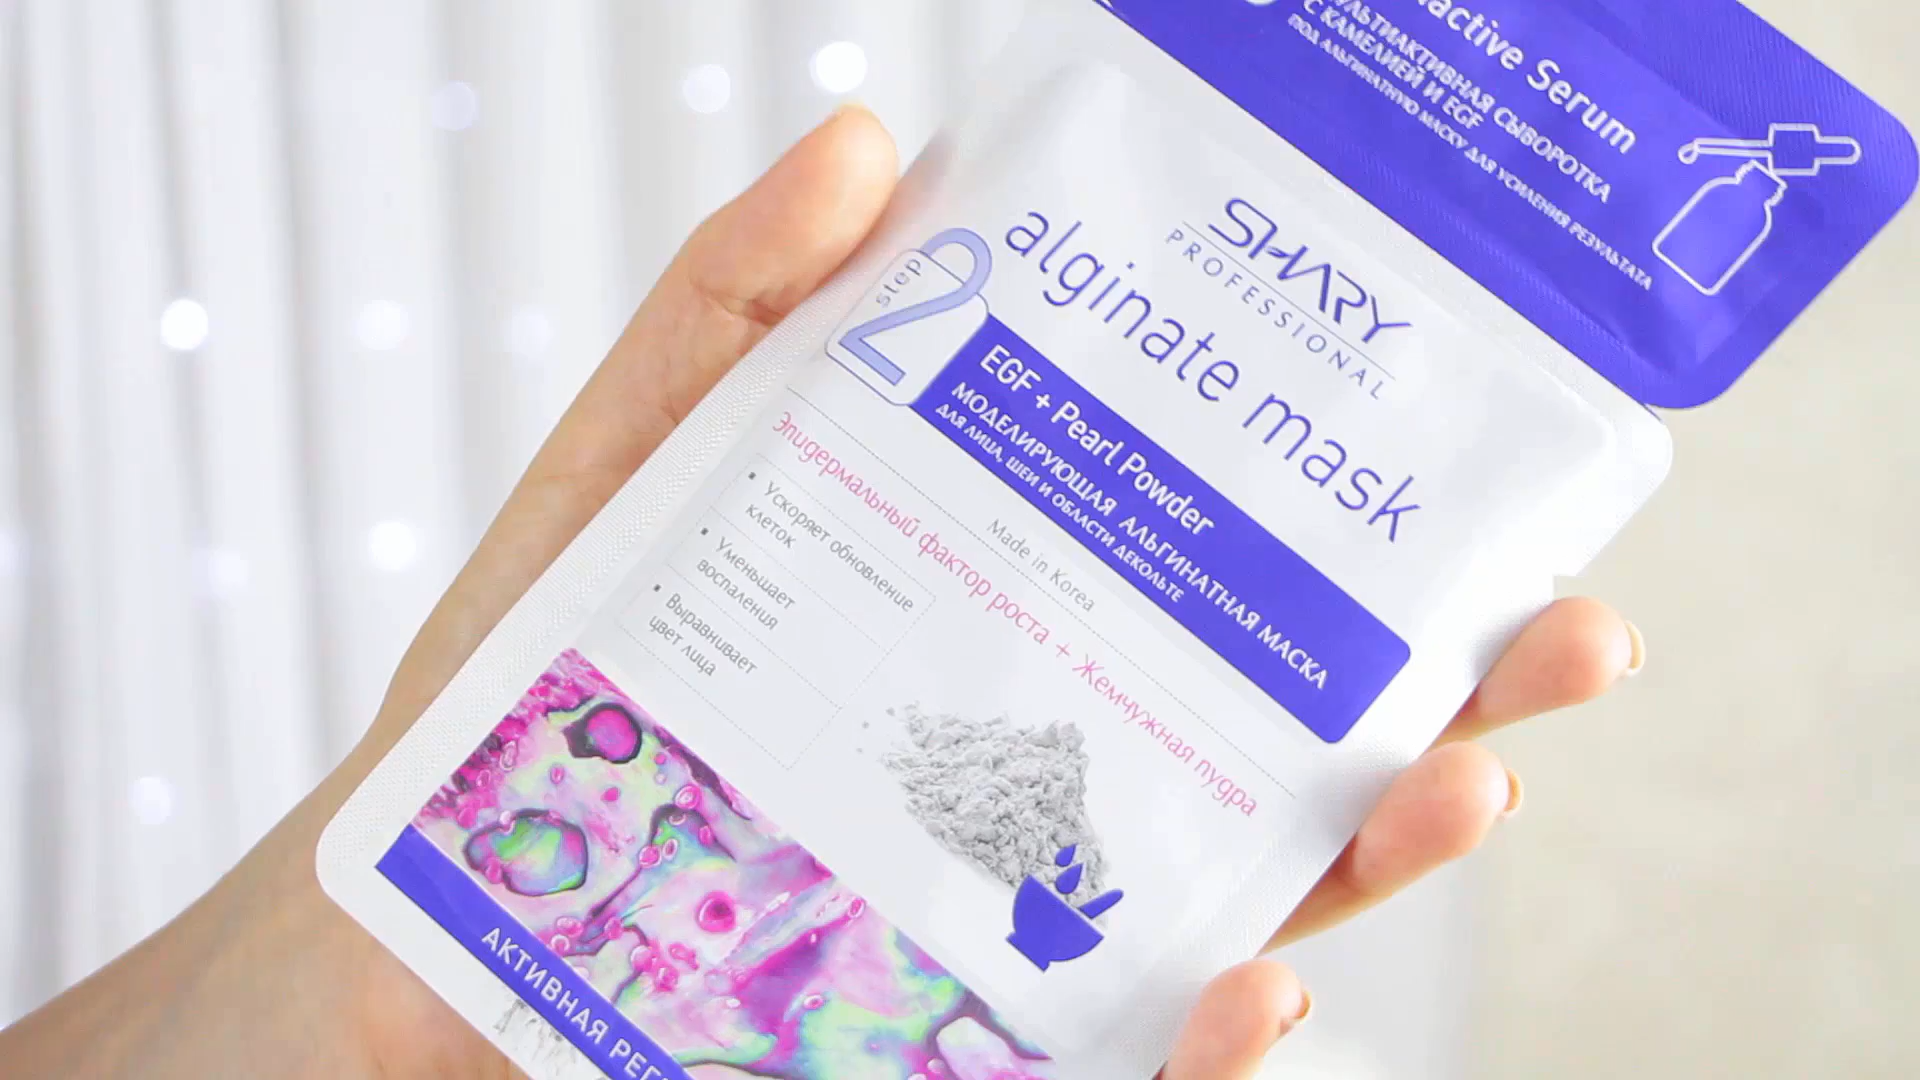 Serum
МУЛЬТИАКТИВНАЯ СЫВОРОТКА
С КАМЕЛИЕЙ И EGF
ПОД АЛЬГИНАТНУЮ МАСКУ ДЛЯ УСИЛЕНИЯ РЕЗУЛЬТАТА
SHARY
PROFESSIONAL
alginate mask
step
2
EGF + Pearl Powder
МОДЕЛИРУЮЩАЯ АЛЬГИНАТНАЯ МАСКА
ДЛЯ ЛИЦА, ШЕИ И ОБЛАСТИ ДЕКОЛЬТЕ
Made in Korea
Эпидермальный фактор роста + Жемчужная пудра
▪ Ускоряет обновление
клеток
▪ Уменьшает
воспаления
▪ Выравнивает
цвет лица
АКТИВНАЯ